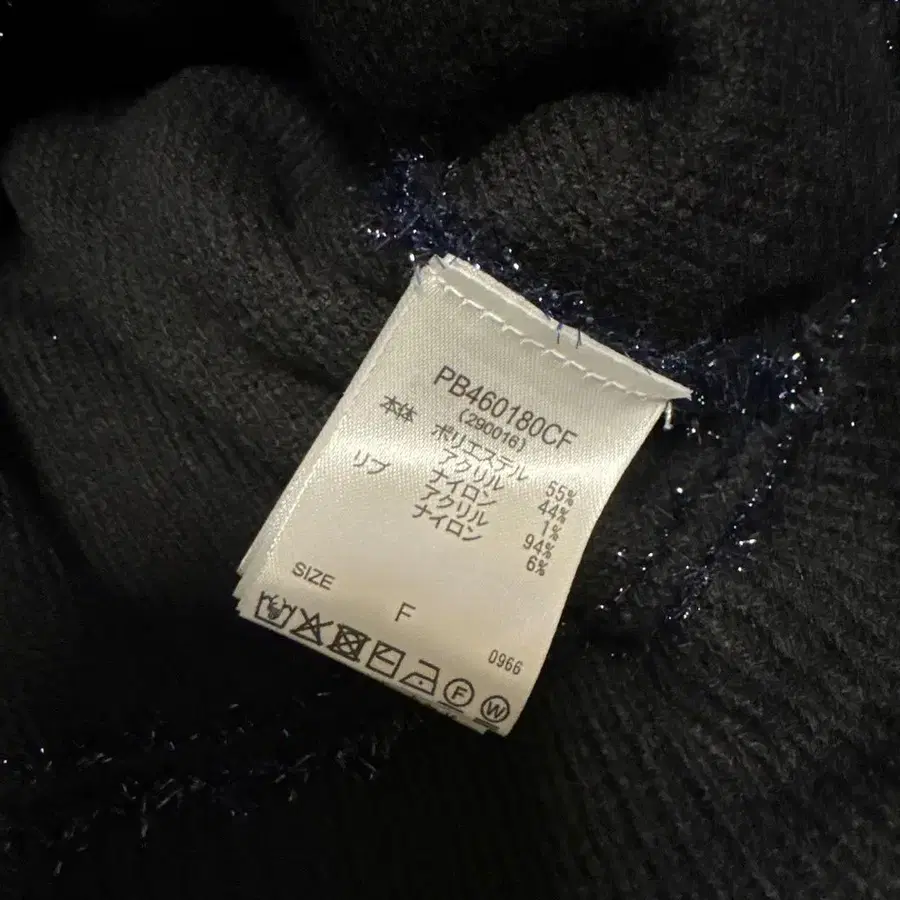 PB460180CF
(290016)
本体 ポリエステル 55%
アクリル 44%
ナイロン 1%
リブ アクリル 94%
ナイロン 6%
SIZE F
0966
F W